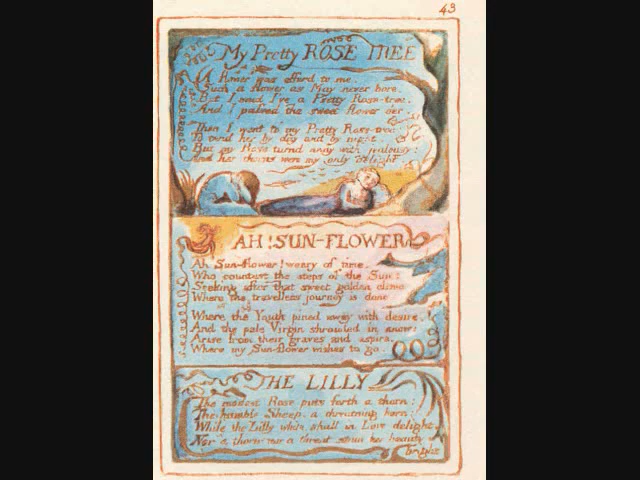 43
My Pretty ROSE TREE
A flower was offerd to me:
Such a flower as May never bore.
But I said I've a Pretty Rose-tree,
And I passed the sweet flower o'er.
Then I went to my Pretty Rose-tree:
To tend her by day and by night.
But my Rose turnd away with jealousy:
And her thorns were my only delight.
AH! SUN-FLOWER
Ah Sun-flower! weary of time,
Who countest the steps of the Sun:
Seeking after that sweet golden clime
Where the travellers journey is done
Where the Youth pined away with desire,
And the pale Virgin shrouded in snow:
Arise from their graves and aspire,
Where my Sun-flower wishes to go.
THE LILLY
The modest Rose puts forth a thorn:
The humble Sheep, a threatning horn:
While the Lilly white, shall in Love delight,
Nor a thorn nor a threat stain her beauty
bright